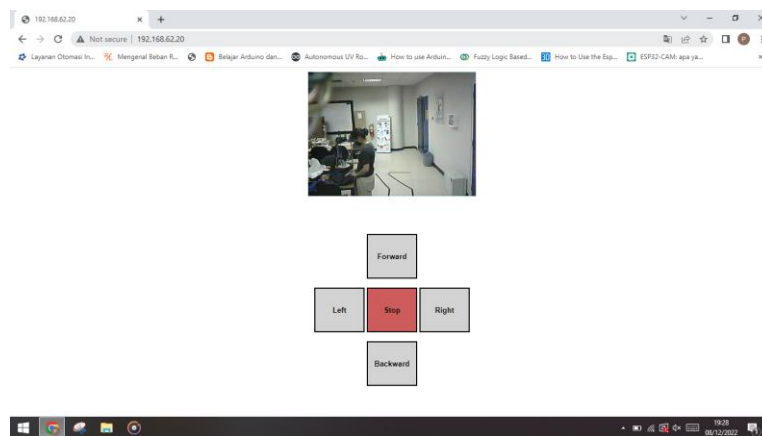 192.168.62.20
Not secure | 192.168.62.20
Layanan Otomasi In... Mengenal Beban R... Belajar Arduino dan... Autonomous UV Ro... How to use Arduin... Fuzzy Logic Based... How to Use the Esp... ESP32-CAM: apa ya...
Forward
Left Stop Right
Backward
19:28
08/12/2022